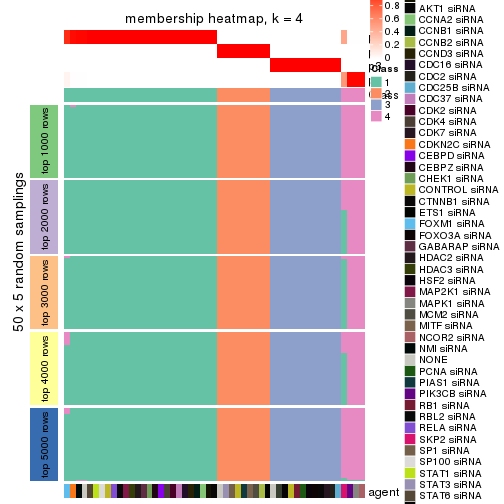 membership heatmap, k = 4
50 x 5 random samplings
top 1000 rows
top 2000 rows
top 3000 rows
top 4000 rows
top 5000 rows
0.8
0.6
0.4
0.2
0
Class
1
2
3
4
agent
AKT1 siRNA
CCNA2 siRNA
CCNB1 siRNA
CCNB2 siRNA
CCND3 siRNA
CDC16 siRNA
CDC2 siRNA
CDC25B siRNA
CDC37 siRNA
CDK2 siRNA
CDK4 siRNA
CDK7 siRNA
CDKN2C siRNA
CEBPD siRNA
CEBPZ siRNA
CHEK1 siRNA
CONTROL siRNA
CTNNB1 siRNA
ETS1 siRNA
FOXM1 siRNA
FOXO3A siRNA
GABARAP siRNA
HDAC2 siRNA
HDAC3 siRNA
HSF2 siRNA
MAP2K1 siRNA
MAPK1 siRNA
MCM2 siRNA
MITF siRNA
NCOR2 siRNA
NMI siRNA
NONE
PCNA siRNA
PIAS1 siRNA
PIK3CB siRNA
RB1 siRNA
RBL2 siRNA
RELA siRNA
SKP2 siRNA
SP1 siRNA
SP100 siRNA
STAT1 siRNA
STAT3 siRNA
STAT6 siRNA